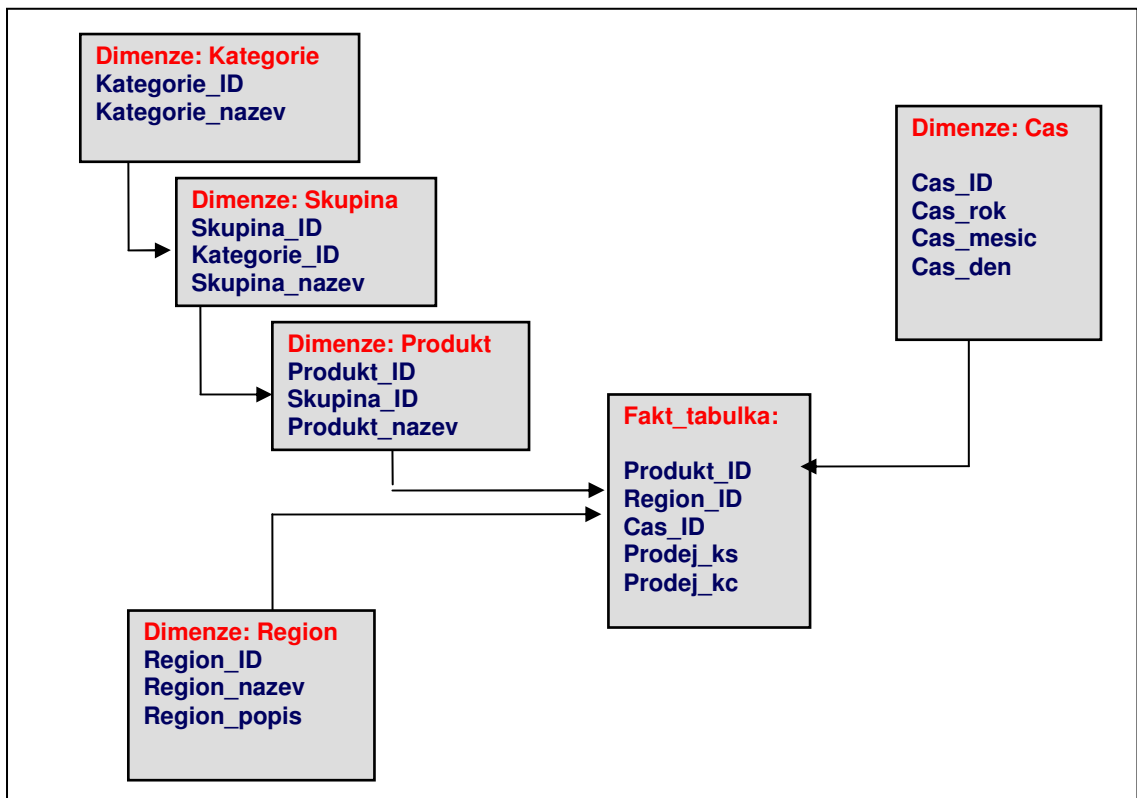 Dimenze: Kategorie
Kategorie_ID
Kategorie_nazev
Dimenze: Skupina
Skupina_ID
Kategorie_ID
Skupina_nazev
Dimenze: Produkt
Produkt_ID
Skupina_ID
Produkt_nazev
Dimenze: Cas
Cas_ID
Cas_rok
Cas_mesic
Cas_den
Fakt_tabulka:
Produkt_ID
Region_ID
Cas_ID
Prodej_ks
Prodej_kc
Dimenze: Region
Region_ID
Region_nazev
Region_popis